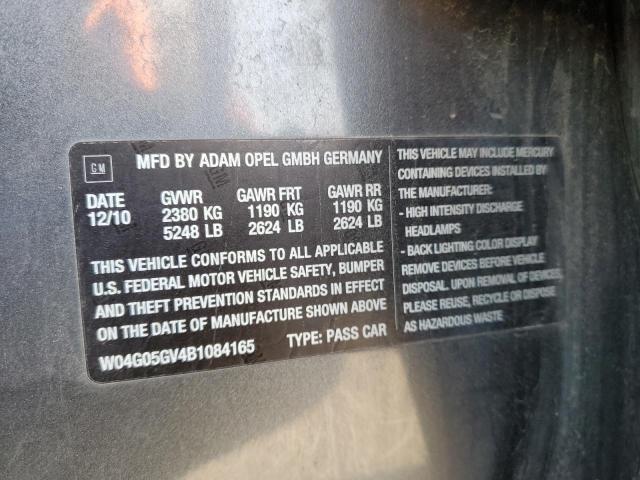 GM
MFD BY ADAM OPEL GMBH GERMANY
DATE GVWR GAWR FRT GAWR RR
12/10 2380 KG 1190 KG 1190 KG
5248 LB 2624 LB 2624 LB
THIS VEHICLE CONFORMS TO ALL APPLICABLE
U.S. FEDERAL MOTOR VEHICLE SAFETY, BUMPER
AND THEFT PREVENTION STANDARDS IN EFFECT
ON THE DATE OF MANUFACTURE SHOWN ABOVE
W04G05GV4B1084165 TYPE: PASS CAR
THIS VEHICLE MAY INCLUDE MERCURY
CONTAINING DEVICES INSTALLED BY
THE MANUFACTURER:
- HIGH INTENSITY DISCHARGE
HEADLAMPS
- BACK LIGHTING COLOR DISPLAY
REMOVE DEVICES BEFORE VEHICLE
DISPOSAL. UPON REMOVAL OF DEVICES,
PLEASE REUSE, RECYCLE OR DISPOSE
AS HAZARDOUS WASTE